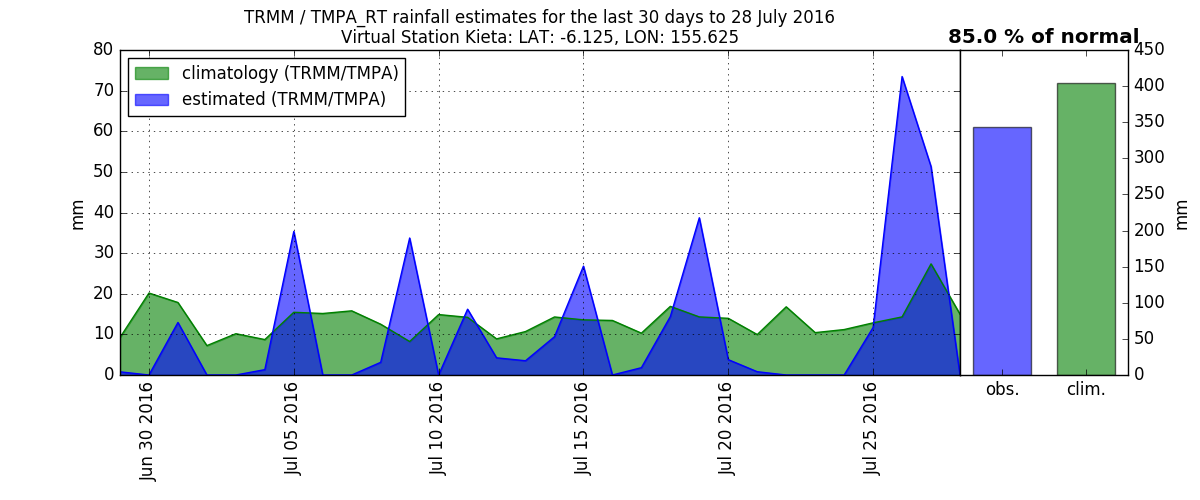 TRMM / TMPA_RT rainfall estimates for the last 30 days to 28 July 2016
Virtual Station Kieta: LAT: -6.125, LON: 155.625
85.0 % of normal
climatology (TRMM/TMPA)
estimated (TRMM/TMPA)
mm
80
70
60
50
40
30
20
10
0
Jun 30 2016
Jul 05 2016
Jul 10 2016
Jul 15 2016
Jul 20 2016
Jul 25 2016
obs.
clim.
450
400
350
300
250
200
150
100
50
0
mm